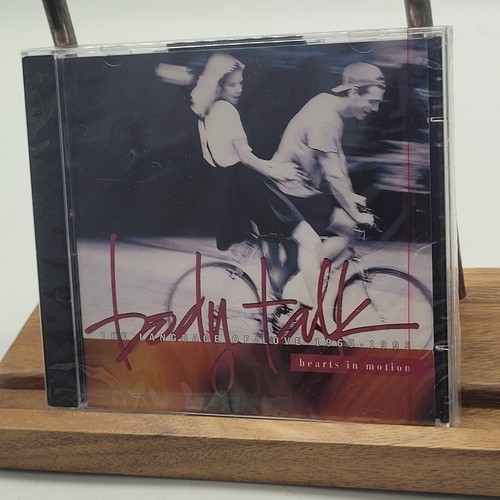 body talk
THE LANGUAGE OF LOVE 1965-1995
hearts in motion